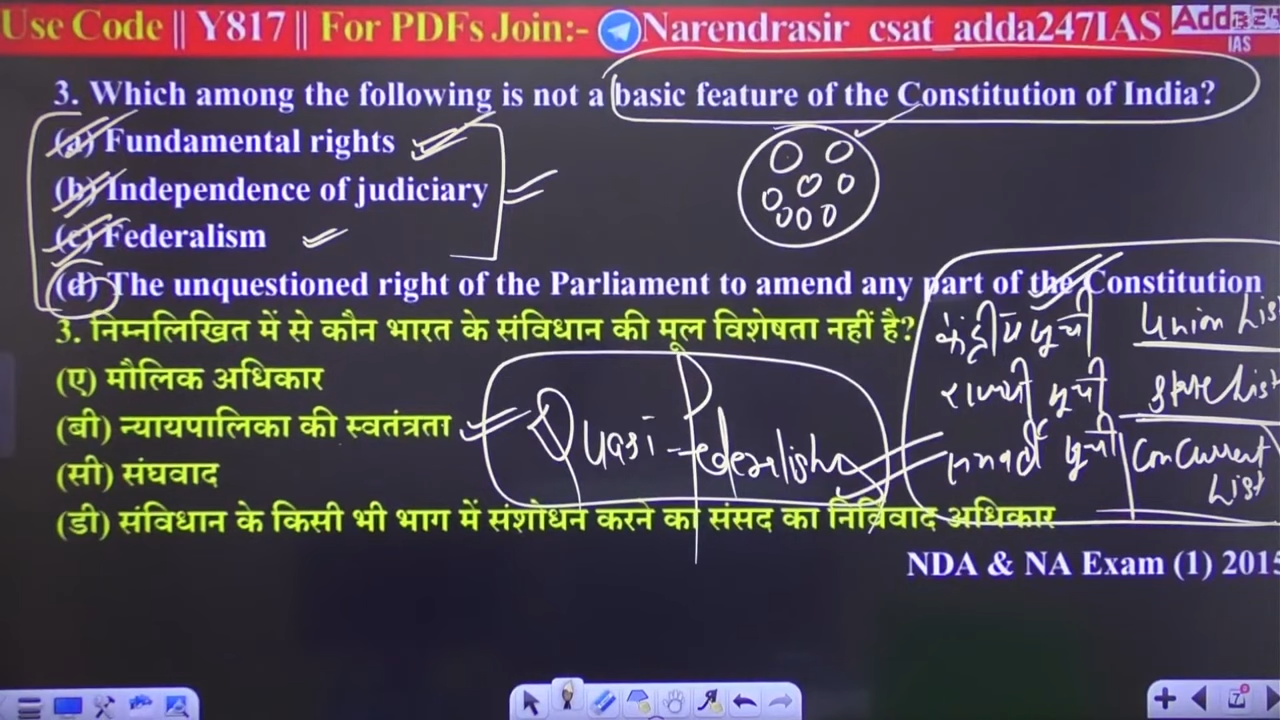 Use Code || Y817 || For PDFs Join:- Narendrasir csat_adda247IAS Adda247
IAS
3. Which among the following is not a basic feature of the Constitution of India?
(a) Fundamental rights
(b) Independence of judiciary
(c) Federalism
(d) The unquestioned right of the Parliament to amend any part of the Constitution
3. निम्नलिखित में से कौन भारत के संविधान की मूल विशेषता नहीं है?
(ए) मौलिक अधिकार
(बी) न्यायपालिका की स्वतंत्रता
(सी) संघवाद
(डी) संविधान के किसी भी भाग में संशोधन करने का संसद का निर्विवाद अधिकार
Quasi-federalism
सूची Union List
सूची State List
सूची Concurrent
List
NDA & NA Exam (1) 2015